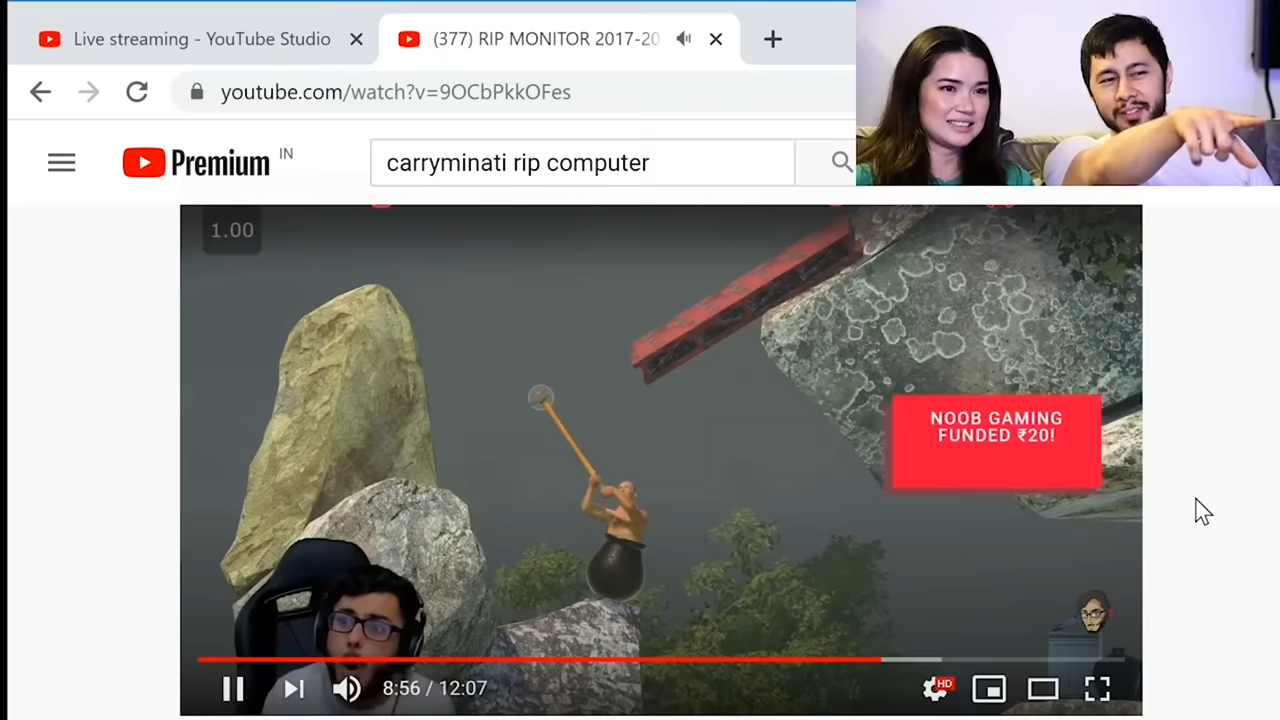 Live streaming - YouTube Studio
(377) RIP MONITOR 2017-20
youtube.com/watch?v=9OCbPkkOFes
Premium IN
carryminati rip computer
1.00
NOOB GAMING
FUNDED ₹20!
8:56 / 12:07
HD